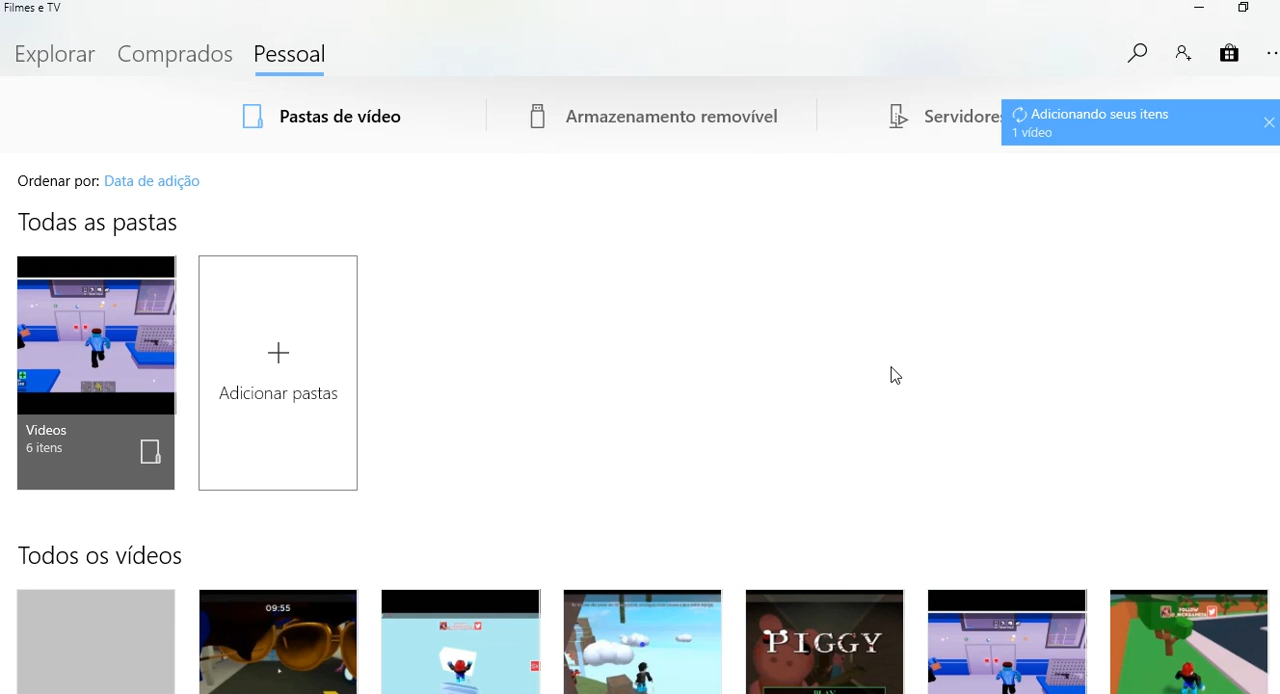 Filmes e TV
Explorar Comprados Pessoal
Pastas de vídeo Armazenamento removível Servidores
Adicionando seus itens
1 vídeo
Ordenar por: Data de adição
Todas as pastas
Adicionar pastas
Videos
6 itens
Todos os vídeos
09:55
PIGGY
PLAY